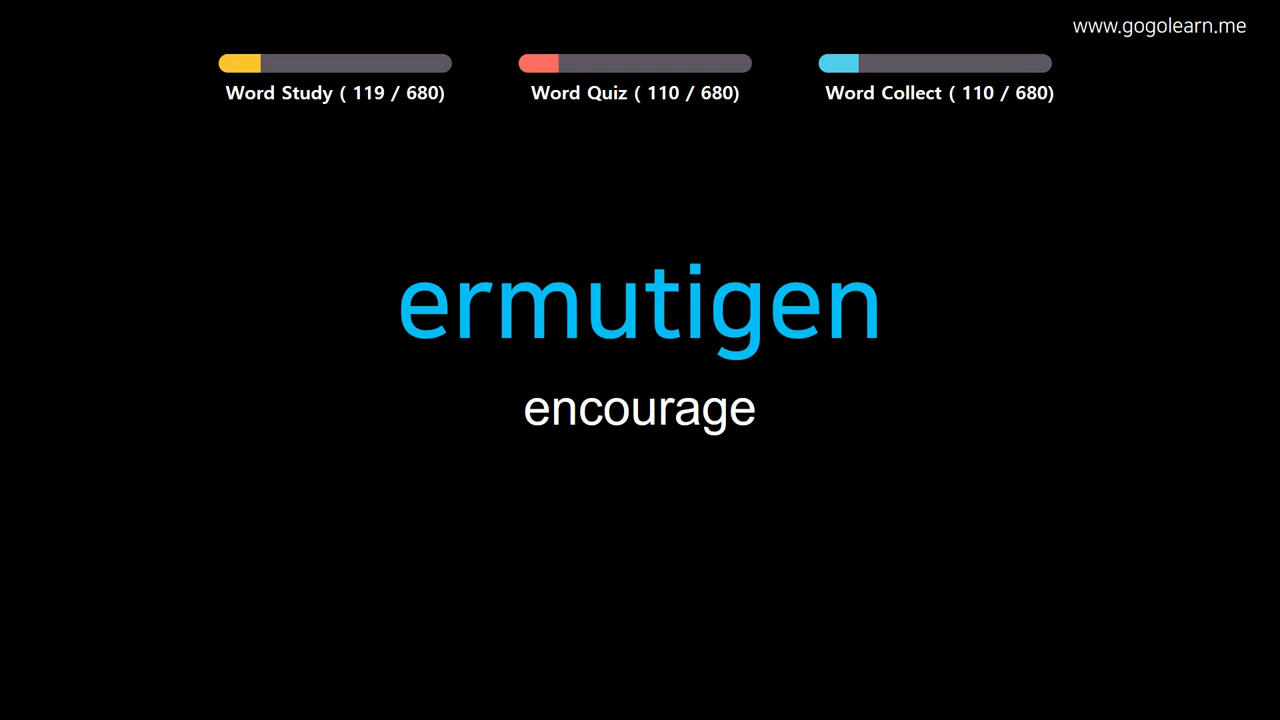 www.gogolearn.me
Word Study ( 119 / 680)
Word Quiz ( 110 / 680)
Word Collect ( 110 / 680)
ermutigen
encourage